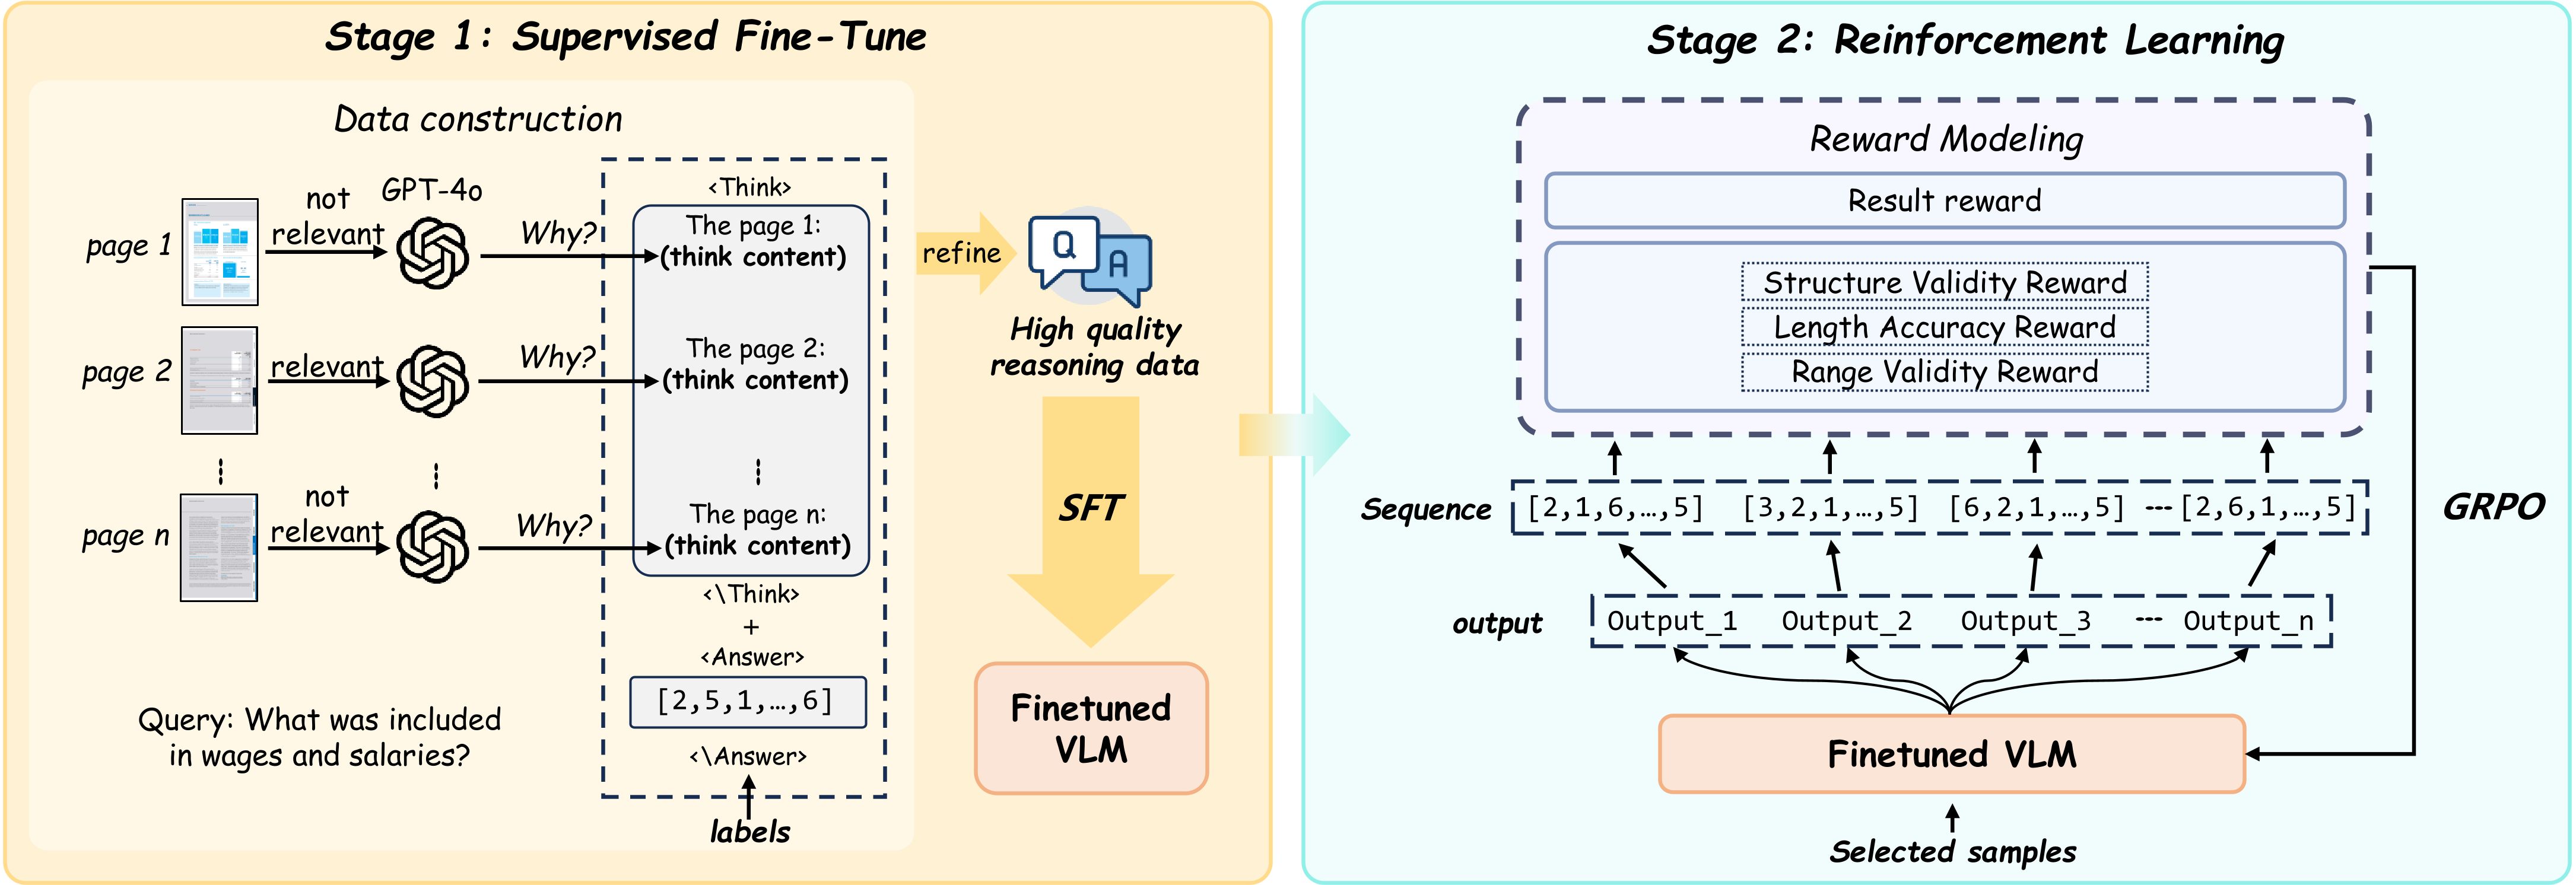 Stage 1: Supervised Fine-Tune
Data construction
GPT-4o
page 1
not
relevant
Why?
page 2
relevant
Why?
page n
not
relevant
Why?
<Think>
The page 1:
(think content)
The page 2:
(think content)
The page n:
(think content)
<\Think>
+
<Answer>
[2,5,1,…,6]
<\Answer>
labels
Query: What was included
in wages and salaries?
refine
Q
A
High quality
reasoning data
SFT
Finetuned
VLM
Stage 2: Reinforcement Learning
Reward Modeling
Result reward
Structure Validity Reward
Length Accuracy Reward
Range Validity Reward
Sequence
[2,1,6,…,5] [3,2,1,…,5] [6,2,1,…,5] --- [2,6,1,…,5]
GRPO
output
Output_1 Output_2 Output_3 --- Output_n
Finetuned VLM
Selected samples